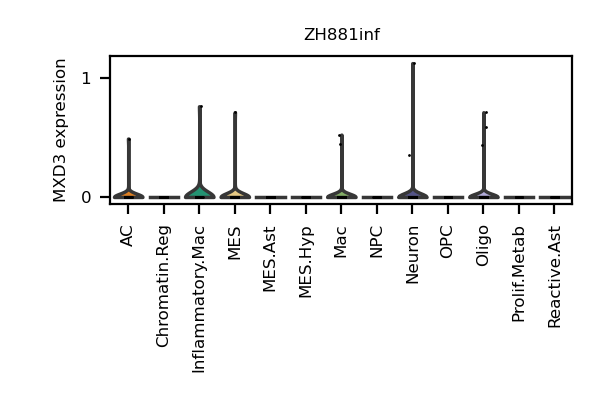 ZH881inf
MXD3 expression
1
0
AC
Chromatin.Reg
Inflammatory.Mac
MES
MES.Ast
MES.Hyp
Mac
NPC
Neuron
OPC
Oligo
Prolif.Metab
Reactive.Ast